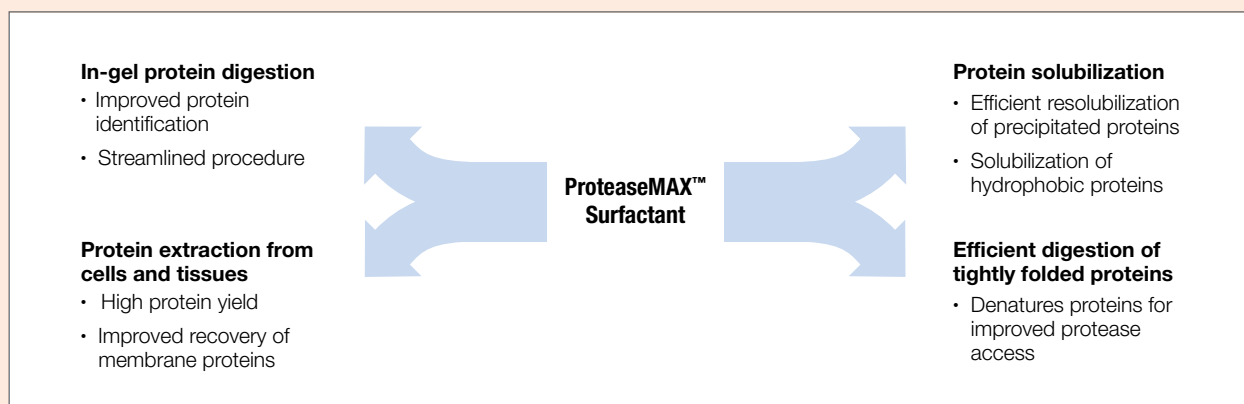 In-gel protein digestion
• Improved protein
identification
• Streamlined procedure
Protein extraction from
cells and tissues
• High protein yield
• Improved recovery of
membrane proteins
ProteaseMAX™
Surfactant
Protein solubilization
• Efficient resolubilization
of precipitated proteins
• Solubilization of
hydrophobic proteins
Efficient digestion of
tightly folded proteins
• Denatures proteins for
improved protease
access